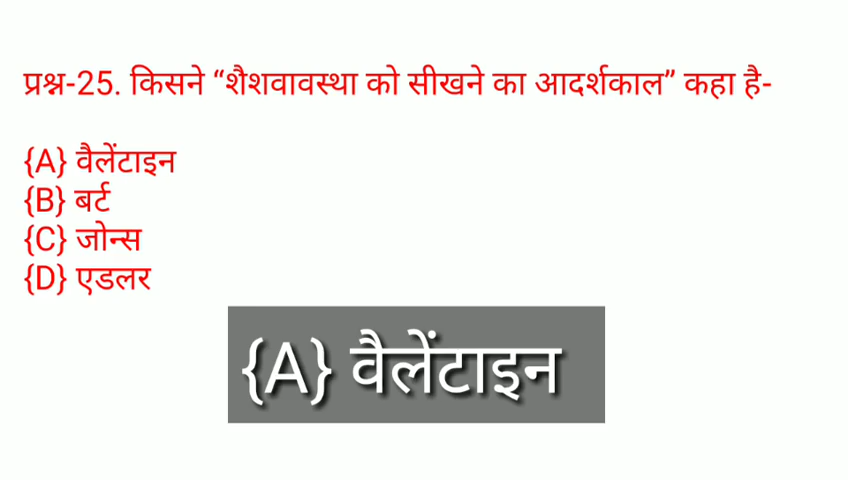 प्रश्न-25. किसने “शैशवावस्था को सीखने का आदर्शकाल” कहा है-
{A} वैलेंटाइन
{B} बर्ट
{C} जोन्स
{D} एडलर
{A} वैलेंटाइन